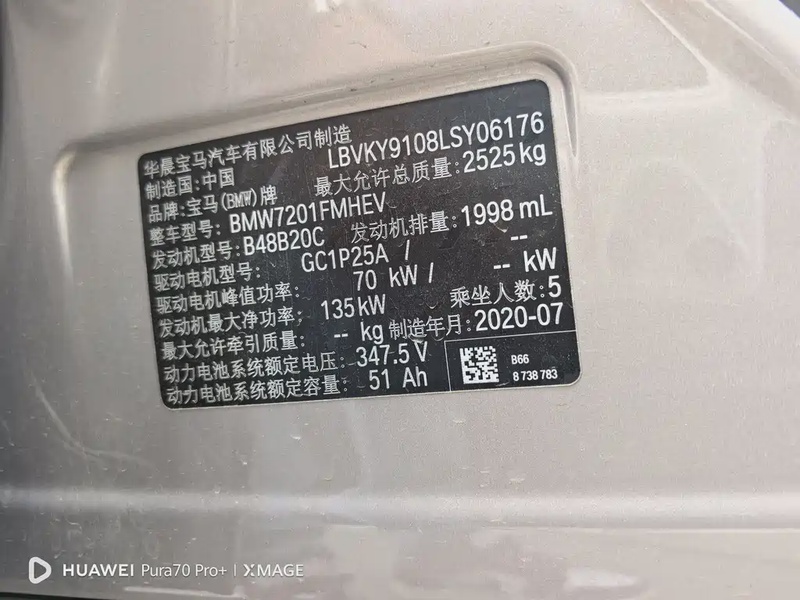 华晨宝马汽车有限公司制造
制造国:中国 LBVKY9108LSY06176
品牌:宝马(BMW)牌 最大允许总质量:2525kg
整车型号: BMW7201FMHEV
发动机型号: B48B20C 发动机排量: 1998 mL
驱动电机型号: GC1P25A / --
驱动电机峰值功率: 70 kW / -- kW
发动机最大净功率: 135kW 乘坐人数: 5
最大允许牵引质量: -- kg 制造年月: 2020-07
动力电池系统额定电压: 347.5 V
动力电池系统额定容量: 51 Ah
B66
8 738 783
HUAWEI Pura70 Pro+ | XMAGE